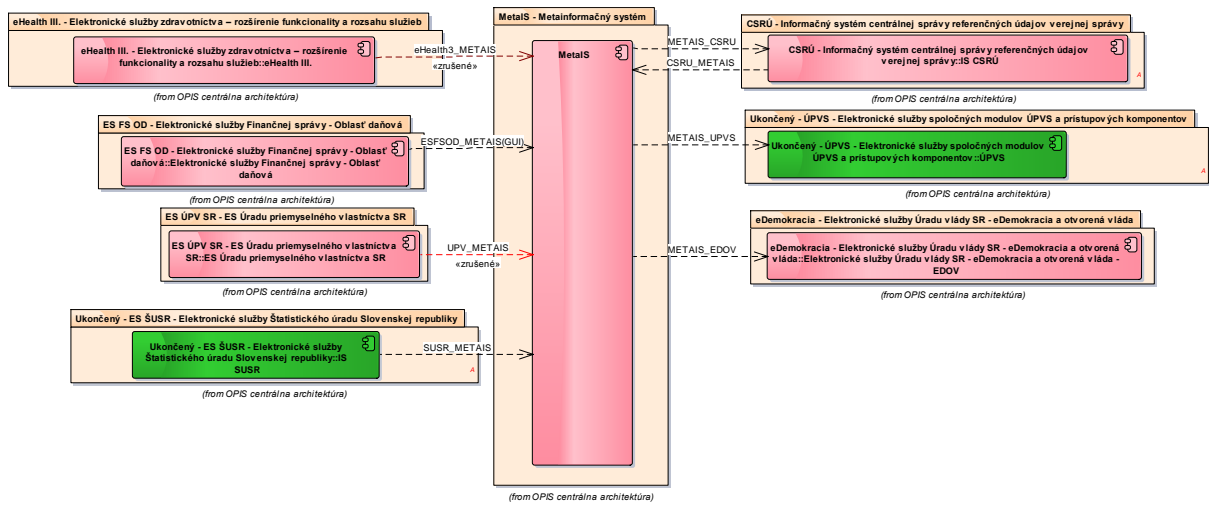 eHealth III. - Elektronické služby zdravotníctva – rozšírenie funkcionality a rozsahu služieb
eHealth III. - Elektronické služby zdravotníctva – rozšírenie
funkcionality a rozsahu služieb::eHealth III.
(from OPIS centrálna architektúra)
eHealth3_METAIS
«zrušené»
ES FS OD - Elektronické služby Finančnej správy - Oblasť daňová
ES FS OD - Elektronické služby Finančnej správy - Oblasť
daňová::Elektronické služby Finančnej správy - Oblasť
daňová
(from OPIS centrálna architektúra)
ESFSOD_METAIS(GUI)
ES ÚPV SR - ES Úradu priemyselného vlastníctva SR
ES ÚPV SR - ES Úradu priemyselného vlastníctva
SR::ES Úradu priemyselného vlastníctva SR
(from OPIS centrálna architektúra)
UPV_METAIS
«zrušené»
Ukončený - ES ŠUSR - Elektronické služby Štatistického úradu Slovenskej republiky
Ukončený - ES ŠUSR - Elektronické služby
Štatistického úradu Slovenskej republiky::IS
SUSR
A
(from OPIS centrálna architektúra)
SUSR_METAIS
MetaIS - Metainformačný systém
MetaIS
(from OPIS centrálna architektúra)
METAIS_CSRU
CSRU_METAIS
CSRÚ - Informačný systém centrálnej správy referenčných údajov verejnej správy
CSRÚ - Informačný systém centrálnej správy referenčných údajov
verejnej správy::IS CSRÚ
A
(from OPIS centrálna architektúra)
METAIS_UPVS
Ukončený - ÚPVS - Elektronické služby spoločných modulov ÚPVS a prístupových komponentov
Ukončený - ÚPVS - Elektronické služby spoločných modulov
ÚPVS a prístupových komponentov::ÚPVS
A
(from OPIS centrálna architektúra)
METAIS_EDOV
eDemokracia - Elektronické služby Úradu vlády SR - eDemokracia a otvorená vláda
eDemokracia - Elektronické služby Úradu vlády SR - eDemokracia a otvorená
vláda::Elektronické služby Úradu vlády SR - eDemokracia a otvorená vláda -
EDOV
(from OPIS centrálna architektúra)